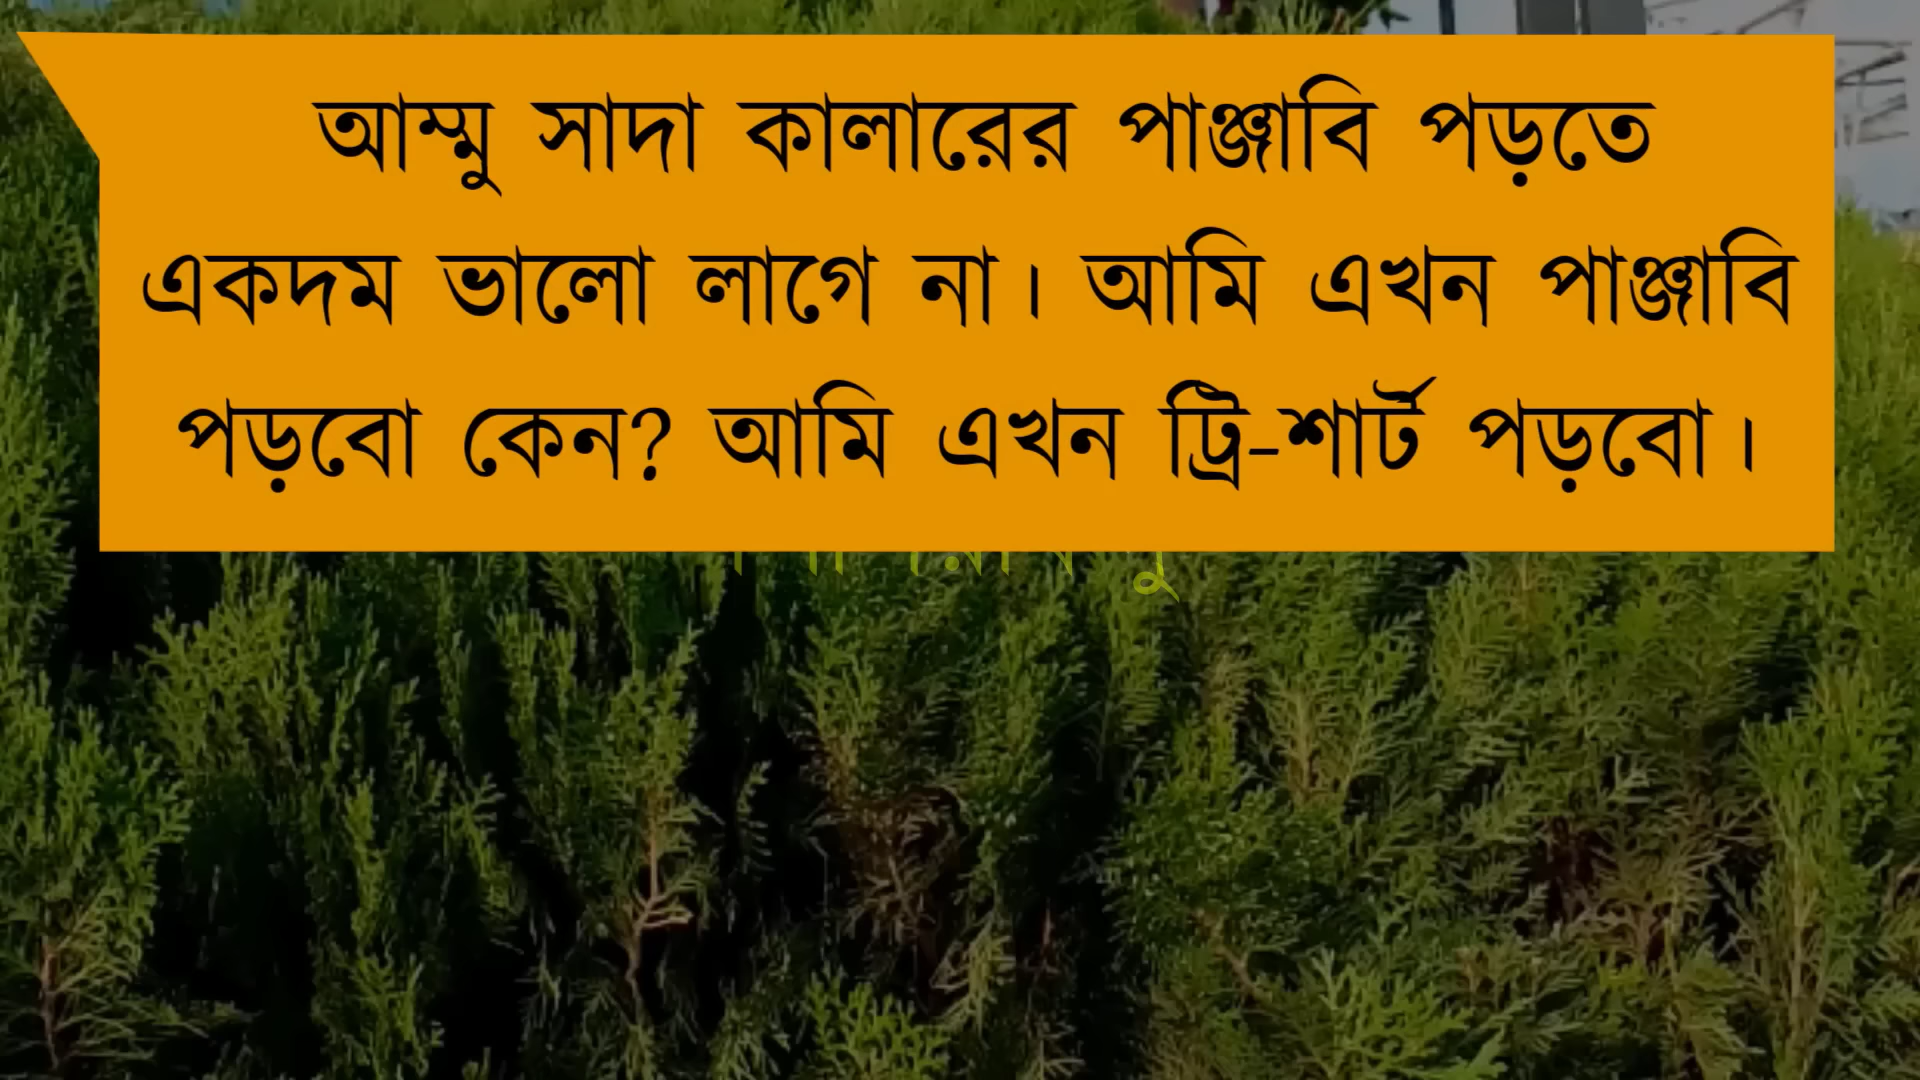 আম্মু সাদা কালারের পাঞ্জাবি পড়তে
একদম ভালো লাগে না। আমি এখন পাঞ্জাবি
পড়বো কেন? আমি এখন ট্রি-শার্ট পড়বো।